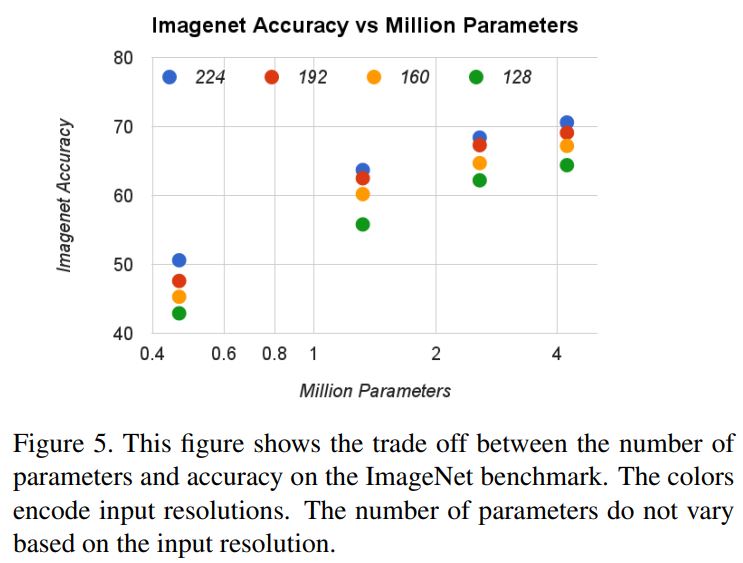 Imagenet Accuracy vs Million Parameters
80
224 192 160 128
70
60
50
40
Imagenet Accuracy
0.4 0.6 0.8 1 2 4
Million Parameters
Figure 5. This figure shows the trade off between the number of
parameters and accuracy on the ImageNet benchmark. The colors
encode input resolutions. The number of parameters do not vary
based on the input resolution.